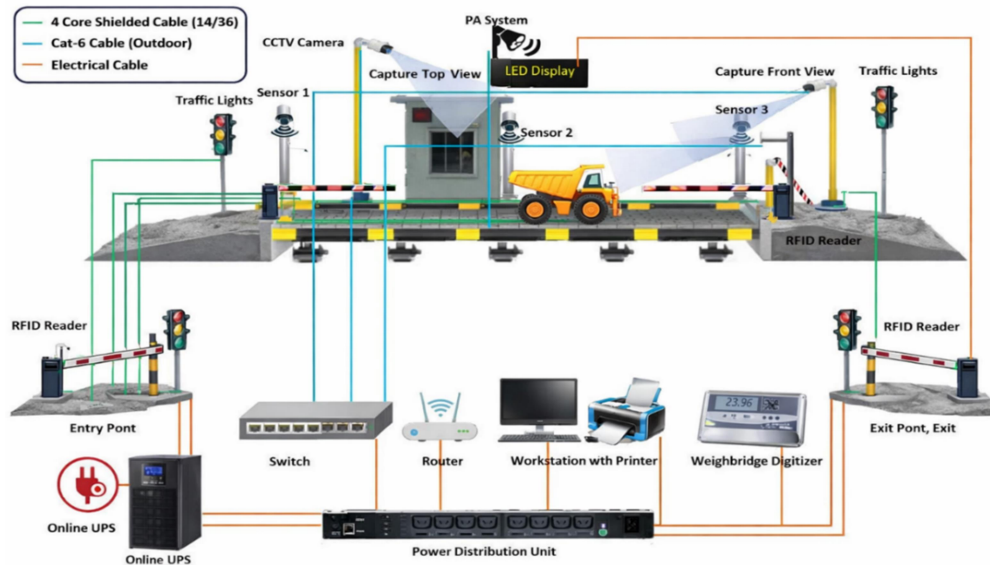 4 Core Shielded Cable (14/36)
Cat-6 Cable (Outdoor)
Electrical Cable
PA System
CCTV Camera
LED Display
Capture Top View
Capture Front View
Traffic Lights
Traffic Lights
Sensor 1
Sensor 2
Sensor 3
RFID Reader
RFID Reader
RFID Reader
Entry Pont
Switch
Router
Workstation wth Printer
23.96
Weighbridge Digitizer
Exit Pont, Exit
Online UPS
Online UPS
Power Distribution Unit